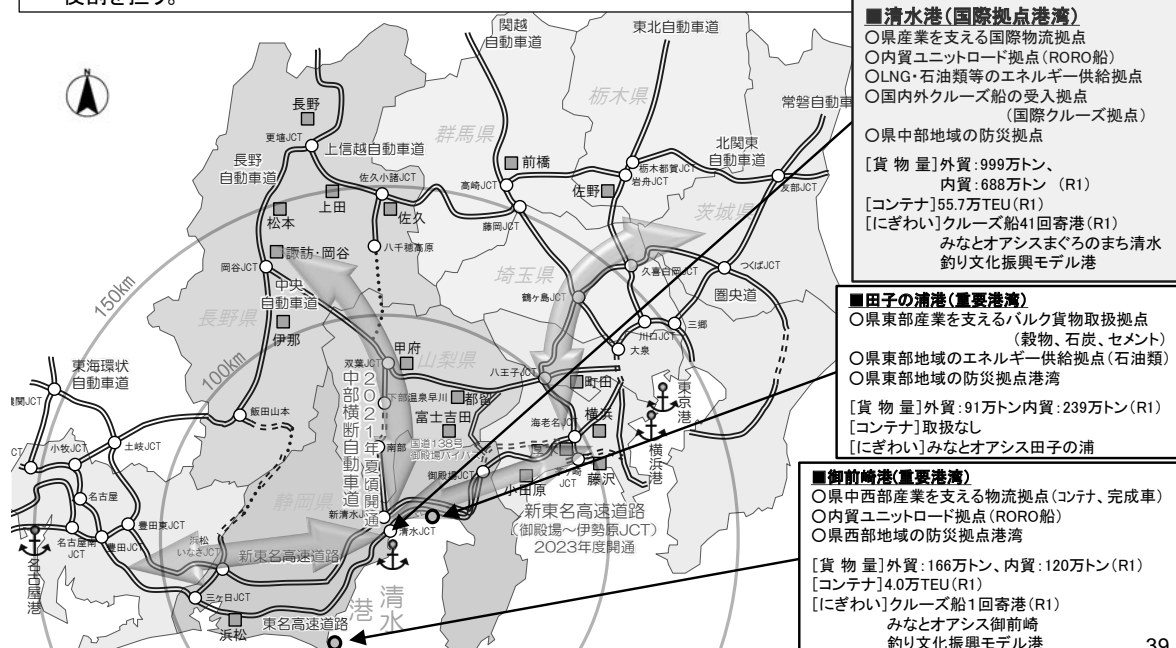 役割を担う。
■清水港(国際拠点港湾)
○県産業を支える国際物流拠点
○内貿ユニットロード拠点(RORO船)
○LNG・石油類等のエネルギー供給拠点
○国内外クルーズ船の受入拠点
(国際クルーズ拠点)
○県中部地域の防災拠点
[貨 物 量]外貿:999万トン、
内貿:688万トン (R1)
[コンテナ]55.7万TEU(R1)
[にぎわい]クルーズ船41回寄港(R1)
みなとオアシスまぐろのまち清水
釣り文化振興モデル港
■田子の浦港(重要港湾)
○県東部産業を支えるバルク貨物取扱拠点
(穀物、石炭、セメント)
○県東部地域のエネルギー供給拠点(石油類)
○県東部地域の防災拠点港湾
[貨 物 量]外貿:91万トン内貿:239万トン(R1)
[コンテナ]取扱なし
[にぎわい]みなとオアシス田子の浦
■御前崎港(重要港湾)
○県中西部産業を支える物流拠点(コンテナ、完成車)
○内貿ユニットロード拠点(RORO船)
○県西部地域の防災拠点港湾
[貨 物 量]外貿:166万トン、内貿:120万トン(R1)
[コンテナ]4.0万TEU(R1)
[にぎわい]クルーズ船1回寄港(R1)
みなとオアシス御前崎
釣り文化振興モデル港
39
N
関越
自動車道
東北自動車道
常磐自動車
北関東
自動車道
上信越自動車道
長野
自動車道
中央
自動車道
東海環状
自動車道
圏央道
栃木県
群馬県
茨城県
埼玉県
長野県
山梨県
静岡県
長野
更埴JCT
上田
佐久小諸JCT
佐久
松本
諏訪・岡谷
岡谷JCT
八千穂高原
伊那
飯田山本
前橋
高崎JCT
藤岡JCT
佐野
栃木都賀JCT
岩舟JCT
友部JCT
久喜白岡JCT
つくばJCT
鶴ヶ島JCT
川口JCT
三郷
大泉
150km
100km
双葉JCT
甲府
八王子JCT
町田
下部温泉早川
都留
富士吉田
海老名JCT
横浜
東京港
横浜港
厚木
藤沢
小田原
御殿場JCT
南部
国道138号
御殿場バイパ
中部横断自動車道
2021年夏頃開通
新東名高速道路
(御殿場~伊勢原JCT)
2023年度開通
新清水JCT
清水JCT
清水港
新東名高速道路
東名高速道路
浜松
いなさJCT
三ヶ日JCT
浜松
土岐JCT
小牧JCT
名古屋
豊田東JCT
名古屋南
JCT
豊田JCT
名古屋港